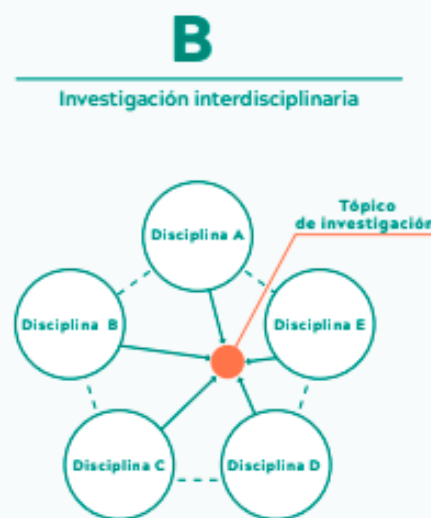 B
Investigación interdisciplinaria
Tópico
de investigación
Disciplina A
Disciplina B
Disciplina E
Disciplina C
Disciplina D